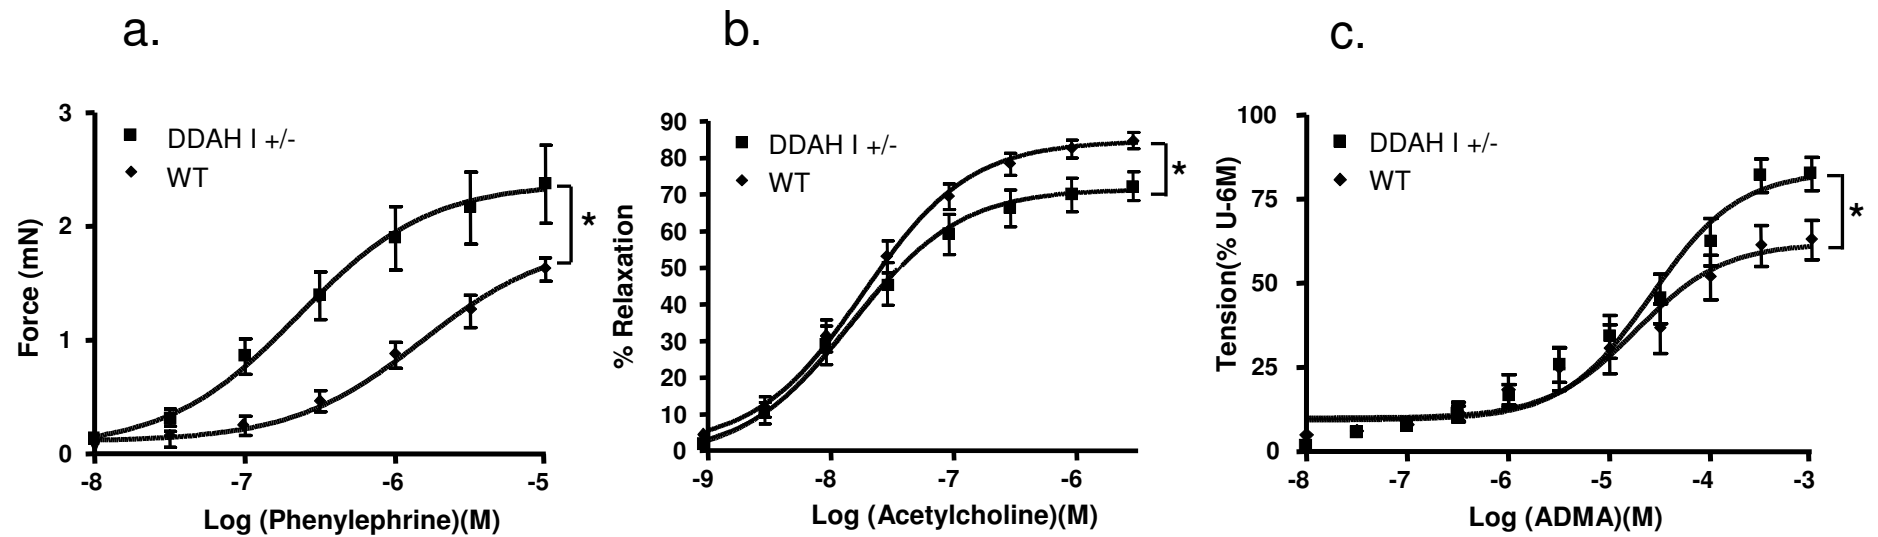 a.
3
2
1
0
Force (mN)
DDAH I +/-
WT
*
-8
-7
-6
-5
Log (Phenylephrine)(M)
b.
90
80
70
60
50
40
30
20
10
0
% Relaxation
DDAH I +/-
WT
*
-9
-8
-7
-6
Log (Acetylcholine)(M)
c.
100
75
50
25
0
Tension(% U-6M)
DDAH I +/-
WT
*
-8
-7
-6
-5
-4
-3
Log (ADMA)(M)